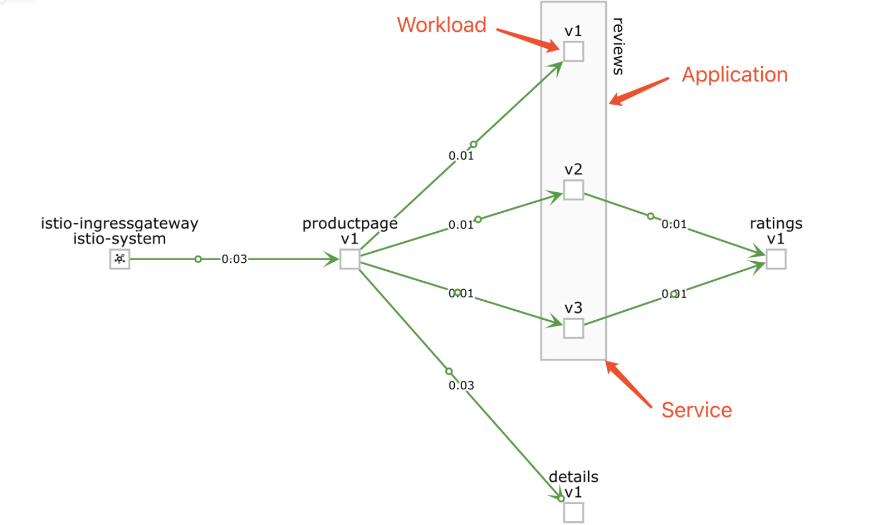 Workload
v1
reviews
Application
0.01
v2
istio-ingressgateway
istio-system
productpage
v1
0.01
0.01
ratings
v1
0.03
0.01
0.01
v3
0.03
Service
details
v1